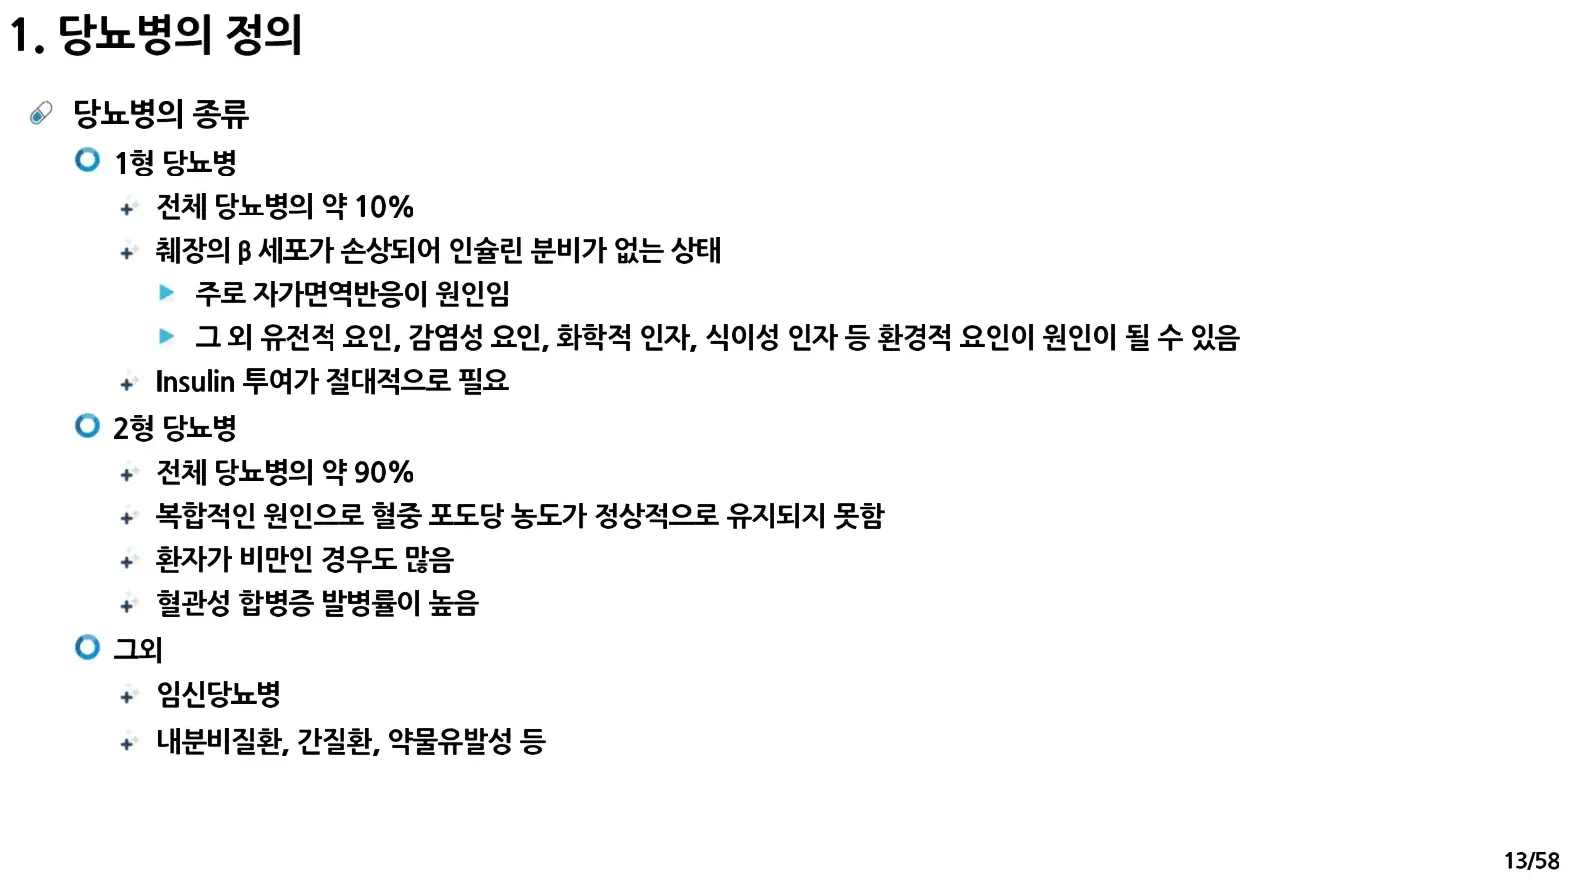 1. 당뇨병의 정의
당뇨병의 종류
1형 당뇨병
전체 당뇨병의 약 10%
췌장의 β 세포가 손상되어 인슐린 분비가 없는 상태
주로 자가면역반응이 원인임
그 외 유전적 요인, 감염성 요인, 화학적 인자, 식이성 인자 등 환경적 요인이 원인이 될 수 있음
Insulin 투여가 절대적으로 필요
2형 당뇨병
전체 당뇨병의 약 90%
복합적인 원인으로 혈중 포도당 농도가 정상적으로 유지되지 못함
환자가 비만인 경우도 많음
혈관성 합병증 발병률이 높음
그외
임신당뇨병
내분비질환, 간질환, 약물유발성 등
13/58